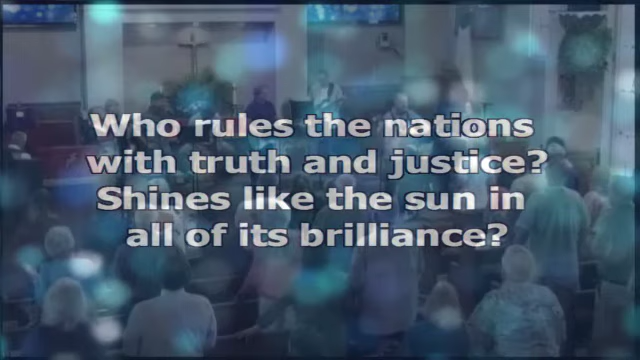 Who rules the nations
with truth and justice?
Shines like the sun in
all of its brilliance?